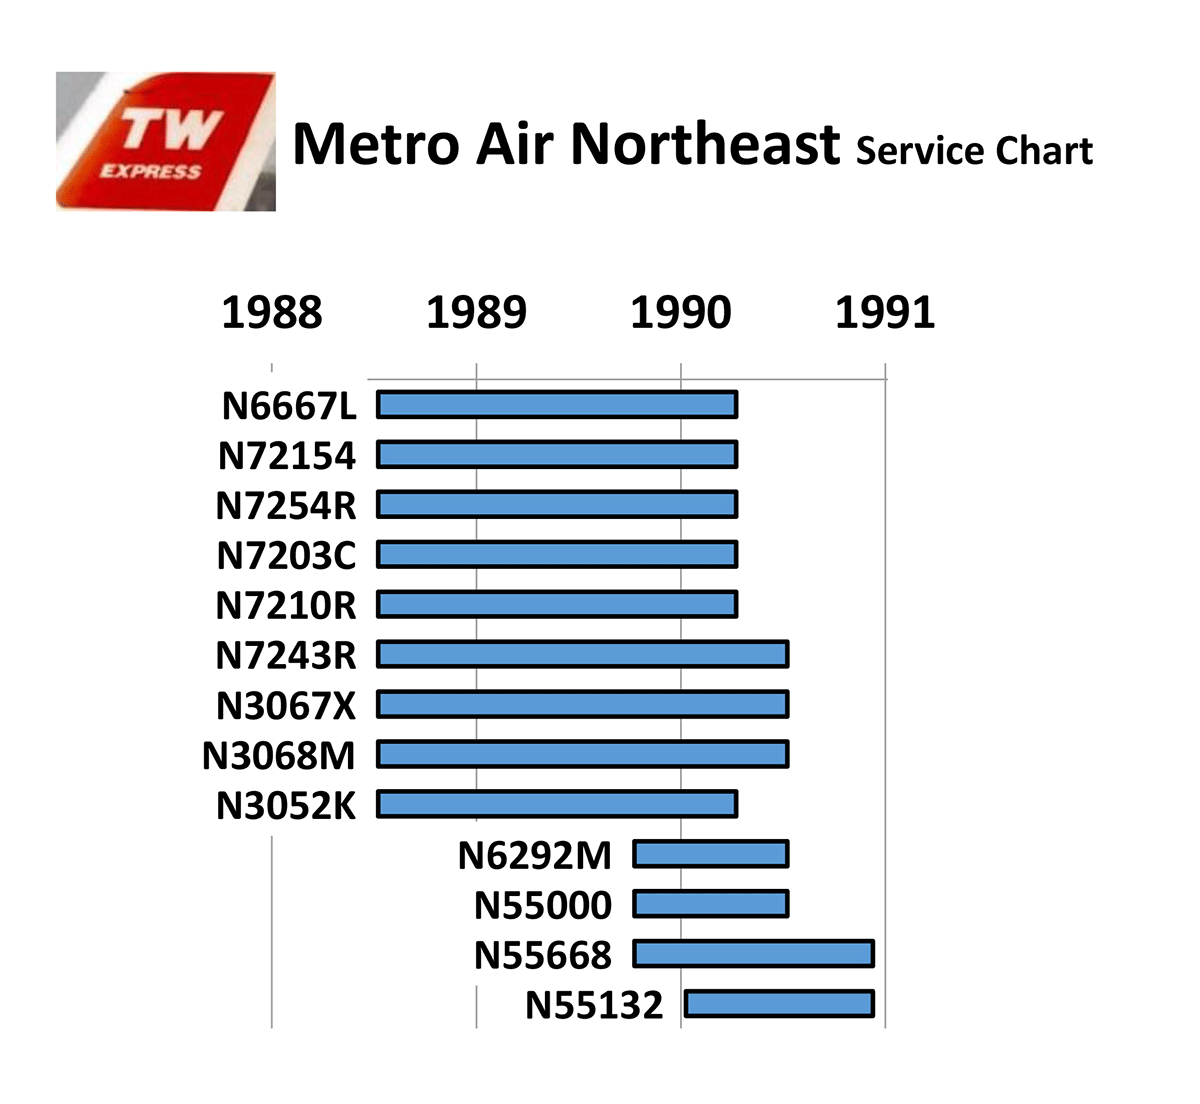 TW
EXPRESS
Metro Air Northeast Service Chart
1988 1989 1990 1991
N6667L
N72154
N7254R
N7203C
N7210R
N7243R
N3067X
N3068M
N3052K
N6292M
N55000
N55668
N55132